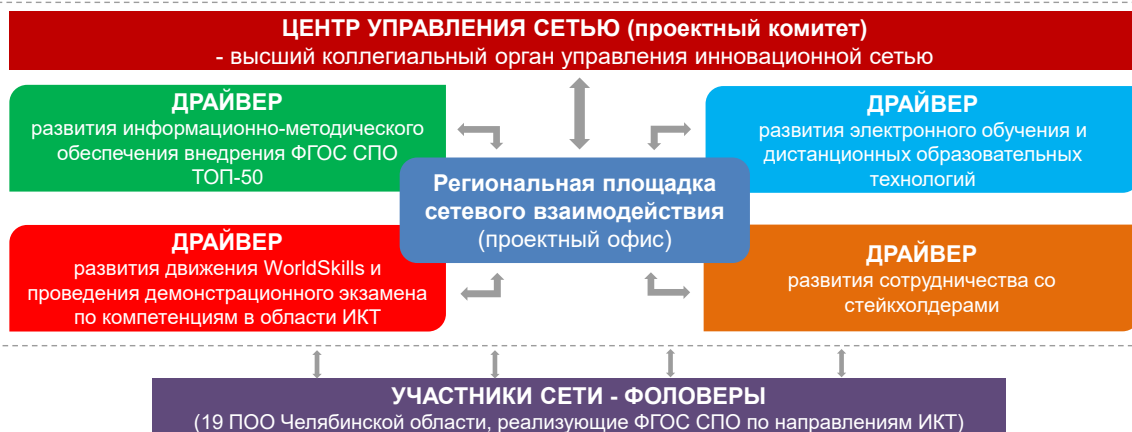 ЦЕНТР УПРАВЛЕНИЯ СЕТЬЮ (проектный комитет)
- высший коллегиальный орган управления инновационной сетью
ДРАЙВЕР
развития информационно-методического
обеспечения внедрения ФГОС СПО
ТОП-50
ДРАЙВЕР
развития электронного обучения и
дистанционных образовательных
технологий
Региональная площадка
сетевого взаимодействия
(проектный офис)
ДРАЙВЕР
развития движения WorldSkills и
проведения демонстрационного экзамена
по компетенциям в области ИКТ
ДРАЙВЕР
развития сотрудничества со
стейкхолдерами
УЧАСТНИКИ СЕТИ - ФОЛОВЕРЫ
(19 ПОО Челябинской области, реализующие ФГОС СПО по направлениям ИКТ)